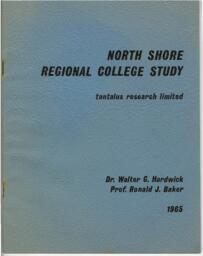 NORTH SHORE
REGIONAL COLLEGE STUDY
tantalus research limited
Dr. Walter G. Hardwick
Prof. Ronald J. Baker
1965